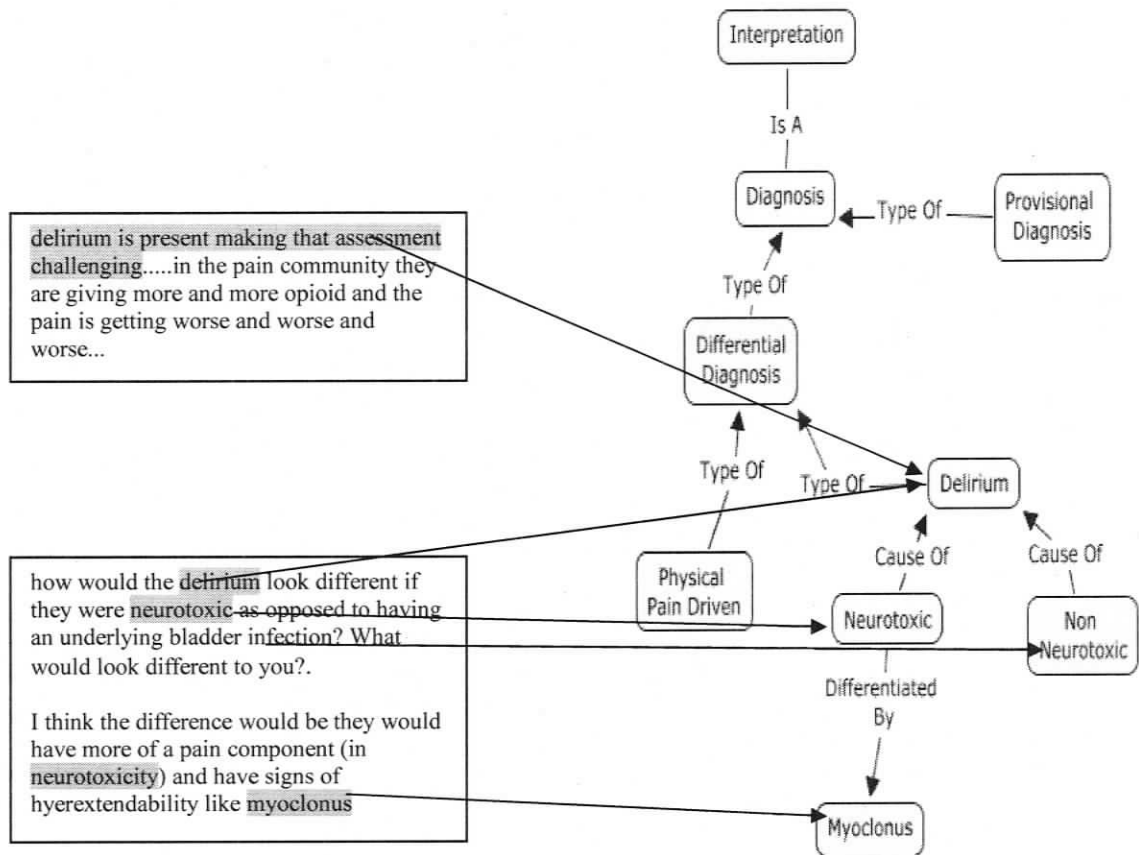 Interpretation
Is A
Diagnosis
Type Of
Provisional
Diagnosis
Type Of
Differential
Diagnosis
Type Of
Type Of
Delirium
Cause Of
Cause Of
Physical
Pain Driven
Neurotoxic
Non
Neurotoxic
Differentiated
By
Myoclonus
delirium is present making that assessment
challenging.....in the pain community they
are giving more and more opioid and the
pain is getting worse and worse and
worse...
how would the delirium look different if
they were neurotoxic as opposed to having
an underlying bladder infection? What
would look different to you?.
I think the difference would be they would
have more of a pain component (in
neurotoxicity) and have signs of
hyerextendability like myoclonus